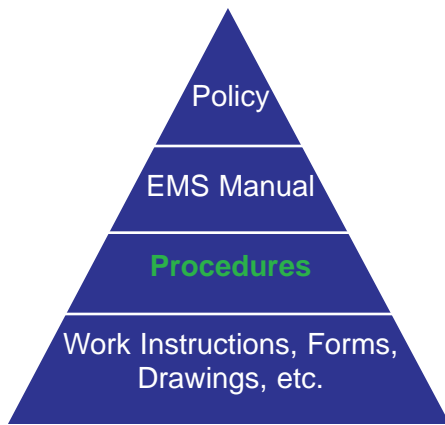 Policy
EMS Manual
Procedures
Work Instructions, Forms,
Drawings, etc.